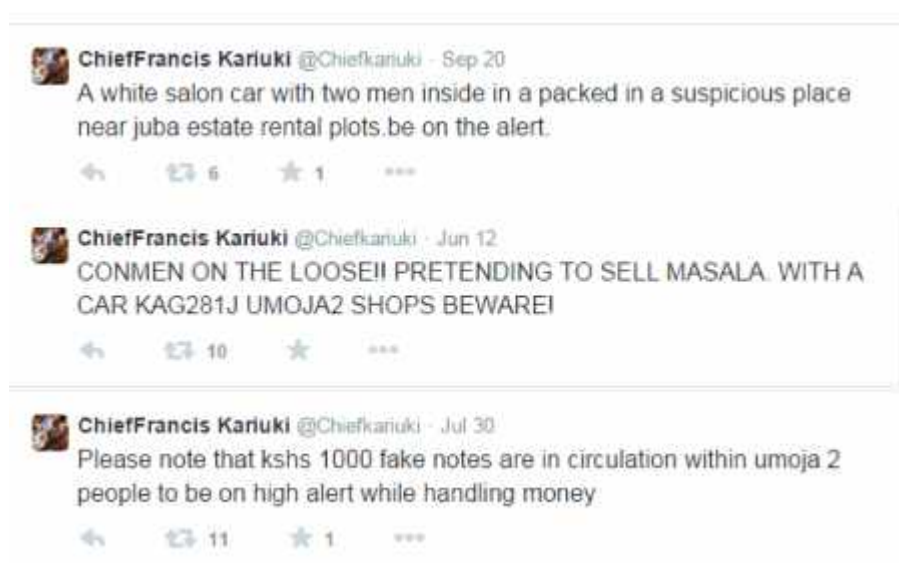 ChiefFrancis Kariuki @Chiefkariuki · Sep 20
A white salon car with two men inside in a packed in a suspicious place
near juba estate rental plots.be on the alert.
6 1
ChiefFrancis Kariuki @Chiefkariuki · Jun 12
CONMEN ON THE LOOSE!! PRETENDING TO SELL MASALA. WITH A
CAR KAG281J UMOJA2 SHOPS BEWARE!
10
ChiefFrancis Kariuki @Chiefkariuki · Jul 30
Please note that kshs 1000 fake notes are in circulation within umoja 2
people to be on high alert while handling money
11 1